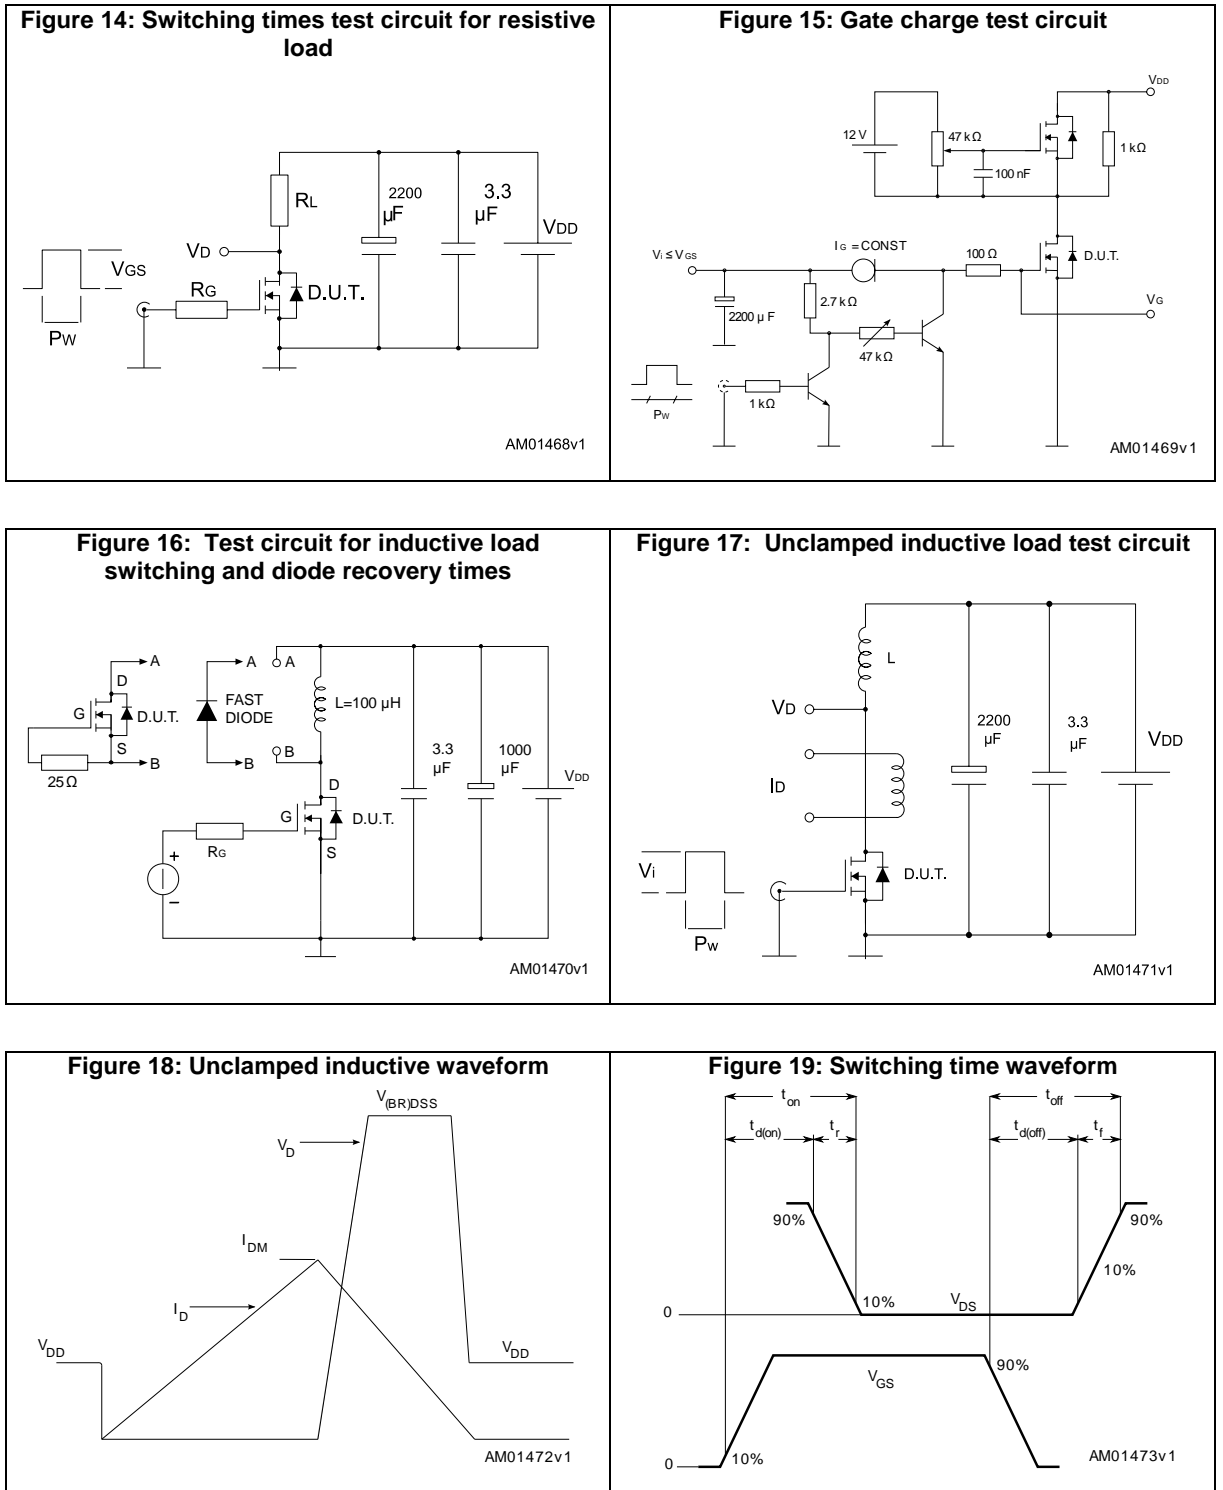 Figure 14: Switching times test circuit for resistive
load
RL
2200
µF
3.3
µF
VDD
VD
VGS
RG
D.U.T.
PW
AM01468v1
Figure 15: Gate charge test circuit
VDD
12 V
47 kΩ
1 kΩ
100 nF
Vi ≤ VGS
IG = CONST
100 Ω
D.U.T.
2.7 kΩ
VG
2200 µ F
47 kΩ
1 kΩ
PW
AM01469v1
Figure 16: Test circuit for inductive load
switching and diode recovery times
A
A
A
D
G
D.U.T.
FAST
DIODE
L=100 µH
S
B
B
B
25 Ω
3.3
µF
1000
µF
VDD
D
G
D.U.T.
RG
S
+
–
AM01470v1
Figure 17: Unclamped inductive load test circuit
L
VD
2200
µF
3.3
µF
VDD
ID
Vi
D.U.T.
PW
AM01471v1
Figure 18: Unclamped inductive waveform
V(BR)DSS
VD
IDM
ID
VDD
VDD
AM01472v1
Figure 19: Switching time waveform
ton
toff
td(on)
tr
td(off)
tf
90%
90%
10%
0
10%
VDS
90%
VGS
0
10%
AM01473v1